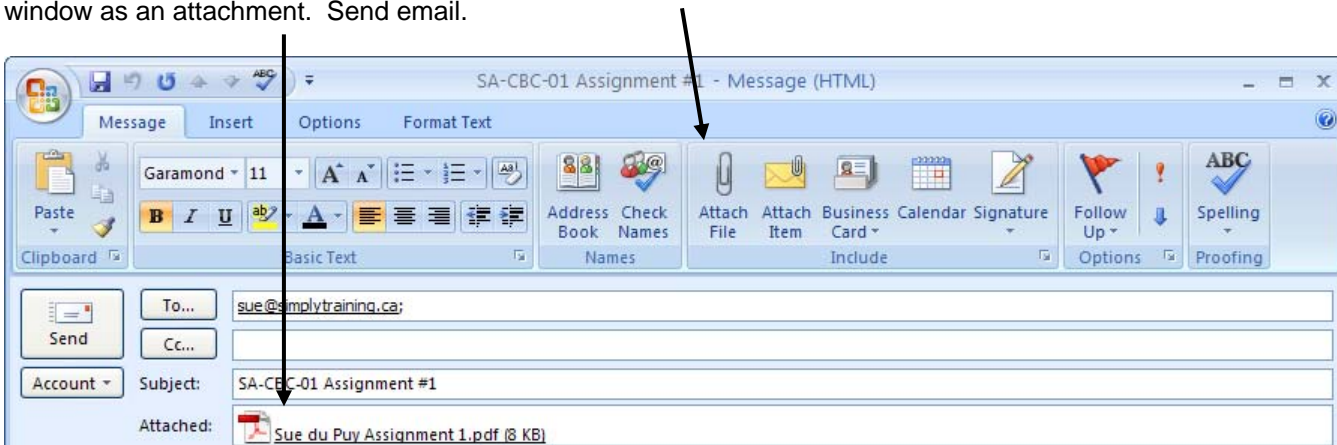 window as an attachment.  Send email.
SA-CBC-01 Assignment #1 - Message (HTML)
Message Insert Options Format Text
Garamond 11
Paste
B I U
Address Book
Check Names
Attach File
Attach Item
Business Card
Calendar
Signature
Follow Up
ABC
Spelling
Clipboard Basic Text Names Include Options Proofing
Send
To... sue@simplytraining.ca;
Cc...
Account Subject: SA-CBC-01 Assignment #1
Attached: Sue du Puy Assignment 1.pdf (8 KB)